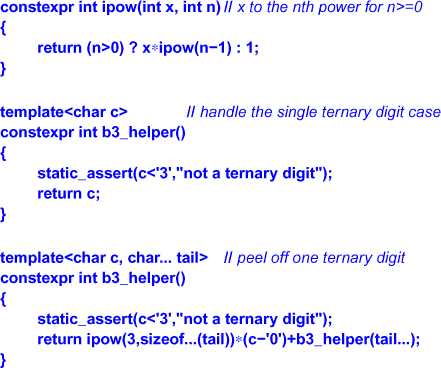 constexpr int ipow(int x, int n) // x to the nth power for n>=0
{
return (n>0) ? x∗ipow(n−1) : 1;
}
template<char c> // handle the single ternary digit case
constexpr int b3_helper()
{
static_assert(c<'3',"not a ternary digit");
return c;
}
template<char c, char... tail> // peel off one ternary digit
constexpr int b3_helper()
{
static_assert(c<'3',"not a ternary digit");
return ipow(3,sizeof...(tail))∗(c−'0')+b3_helper(tail...);
}